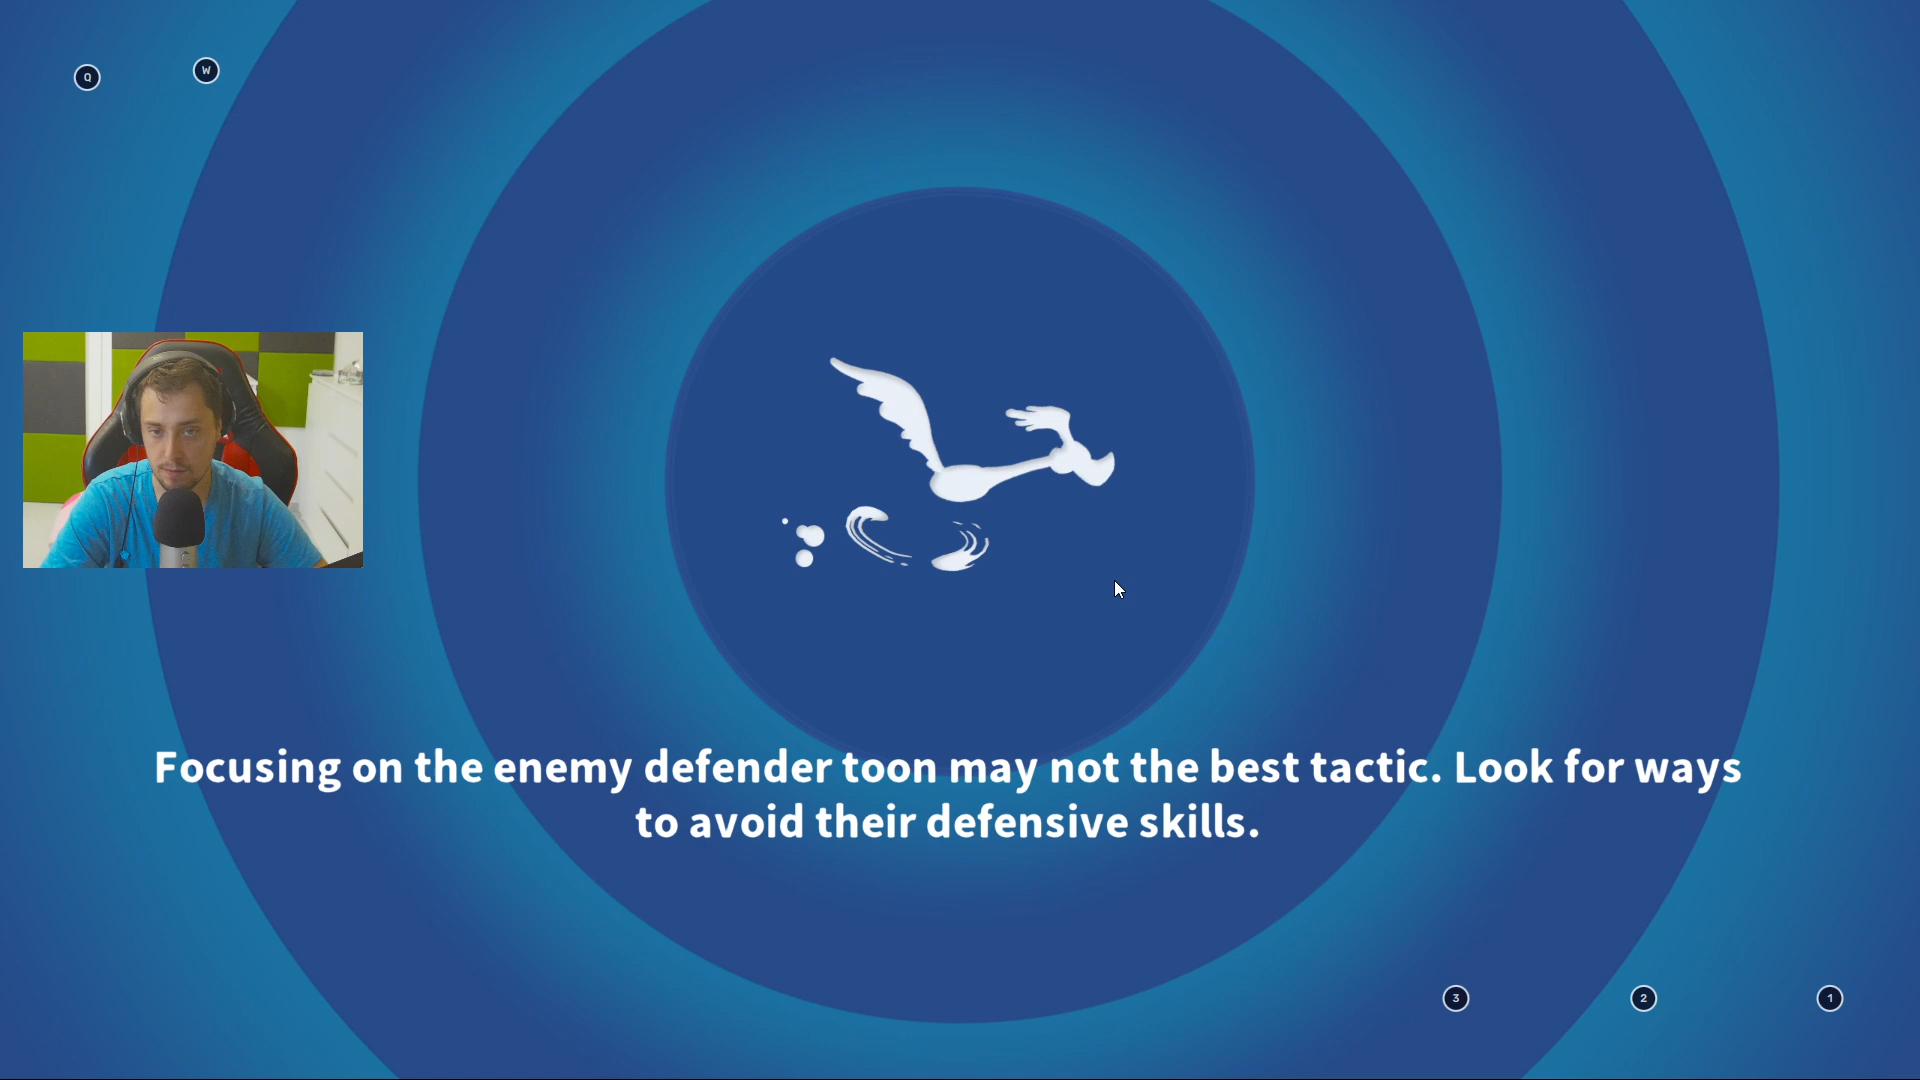 Q
W
Focusing on the enemy defender toon may not the best tactic. Look for ways
to avoid their defensive skills.
3
2
1